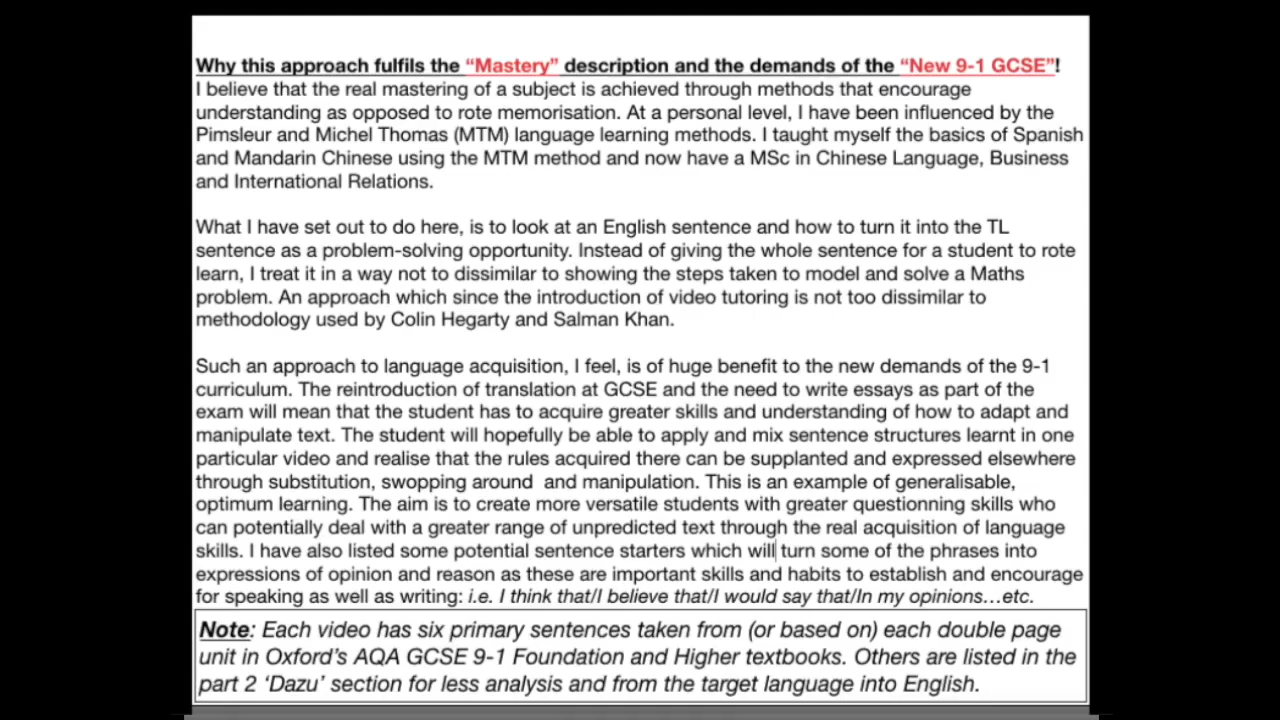 Why this approach fulfils the “Mastery” description and the demands of the “New 9-1 GCSE”!
I believe that the real mastering of a subject is achieved through methods that encourage
understanding as opposed to rote memorisation. At a personal level, I have been influenced by the
Pimsleur and Michel Thomas (MTM) language learning methods. I taught myself the basics of Spanish
and Mandarin Chinese using the MTM method and now have a MSc in Chinese Language, Business
and International Relations.
What I have set out to do here, is to look at an English sentence and how to turn it into the TL
sentence as a problem-solving opportunity. Instead of giving the whole sentence for a student to rote
learn, I treat it in a way not to dissimilar to showing the steps taken to model and solve a Maths
problem. An approach which since the introduction of video tutoring is not too dissimilar to
methodology used by Colin Hegarty and Salman Khan.
Such an approach to language acquisition, I feel, is of huge benefit to the new demands of the 9-1
curriculum. The reintroduction of translation at GCSE and the need to write essays as part of the
exam will mean that the student has to acquire greater skills and understanding of how to adapt and
manipulate text. The student will hopefully be able to apply and mix sentence structures learnt in one
particular video and realise that the rules acquired there can be supplanted and expressed elsewhere
through substitution, swopping around  and manipulation. This is an example of generalisable,
optimum learning. The aim is to create more versatile students with greater questionning skills who
can potentially deal with a greater range of unpredicted text through the real acquisition of language
skills. I have also listed some potential sentence starters which will turn some of the phrases into
expressions of opinion and reason as these are important skills and habits to establish and encourage
for speaking as well as writing: i.e. I think that/I believe that/I would say that/In my opinions…etc.
Note: Each video has six primary sentences taken from (or based on) each double page
unit in Oxford’s AQA GCSE 9-1 Foundation and Higher textbooks. Others are listed in the
part 2 ‘Dazu’ section for less analysis and from the target language into English.